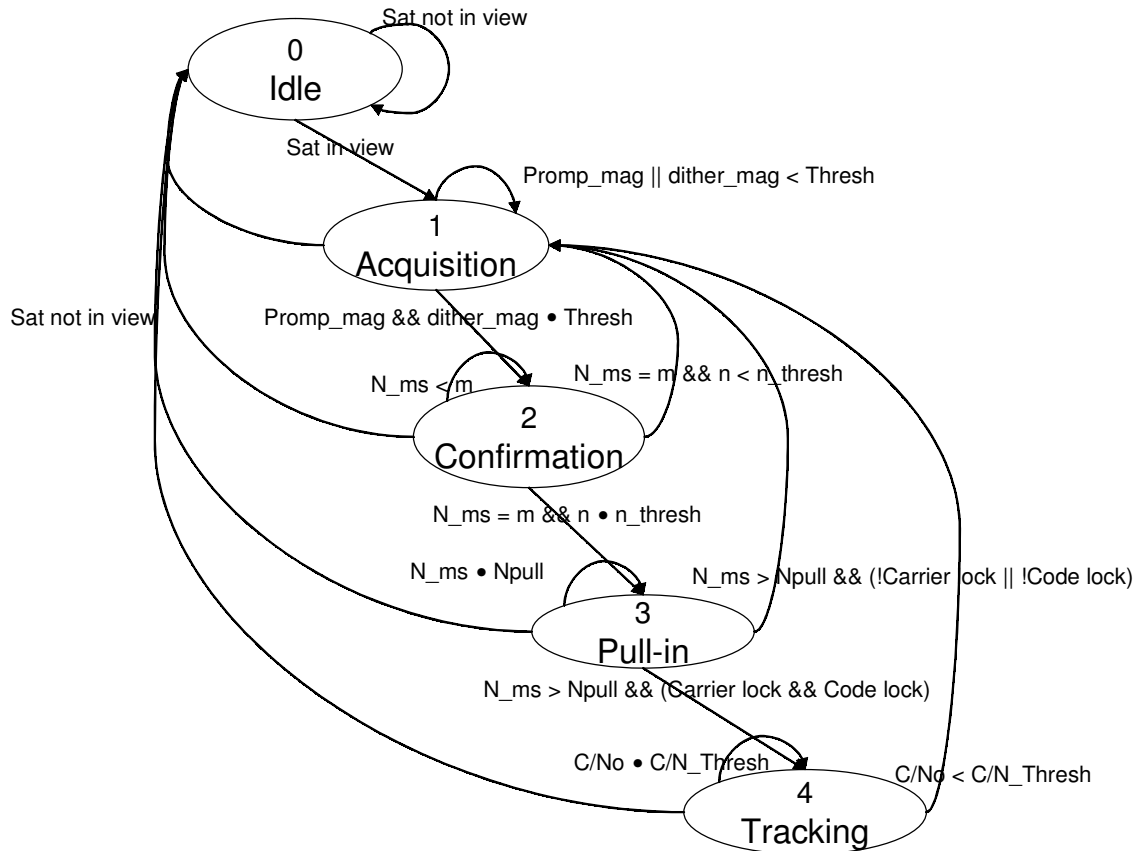 Sat not in view
0
Idle
Sat in view
Promp_mag || dither_mag < Thresh
1
Acquisition
Sat not in view
Promp_mag && dither_mag • Thresh
N_ms < m
N_ms = m && n < n_thresh
2
Confirmation
N_ms = m && n • n_thresh
N_ms • Npull
N_ms > Npull && (!Carrier lock || !Code lock)
3
Pull-in
N_ms > Npull && (Carrier lock && Code lock)
C/No • C/N_Thresh
C/No < C/N_Thresh
4
Tracking